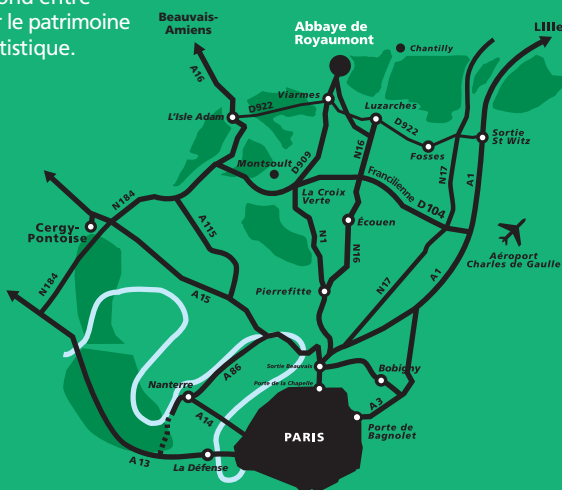 ond entre
r le patrimoine
tistique.
Beauvais-
Amiens
Abbaye de
Royaumont
Chantilly
Lille
A16
Viarmes
D922
L'Isle Adam
Luzarches
D922
Fosses
Sortie
St Witz
D909
N16
Montsoult
Francilienne D104
N17
A1
N184
La Croix
Verte
Cergy-
Pontoise
A115
Écouen
N1
N16
Aéroport
Charles de Gaulle
N184
A15
Pierrefitte
N17
A1
Sortie Beauvais
Porte de la Chapelle
Bobigny
A86
Nanterre
A14
A3
Porte de
Bagnolet
PARIS
A13
La Défense